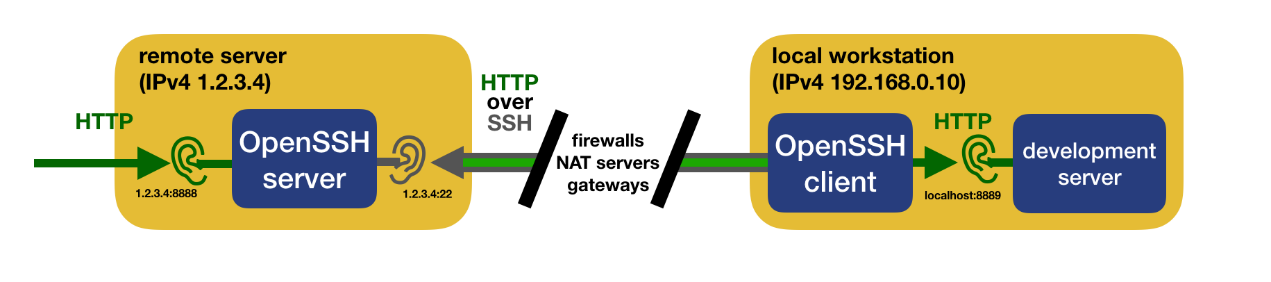 remote server
(IPv4 1.2.3.4)
HTTP
1.2.3.4:8888
OpenSSH
server
1.2.3.4:22
HTTP
over
SSH
firewalls
NAT servers
gateways
local workstation
(IPv4 192.168.0.10)
OpenSSH
client
HTTP
localhost:8889
development
server